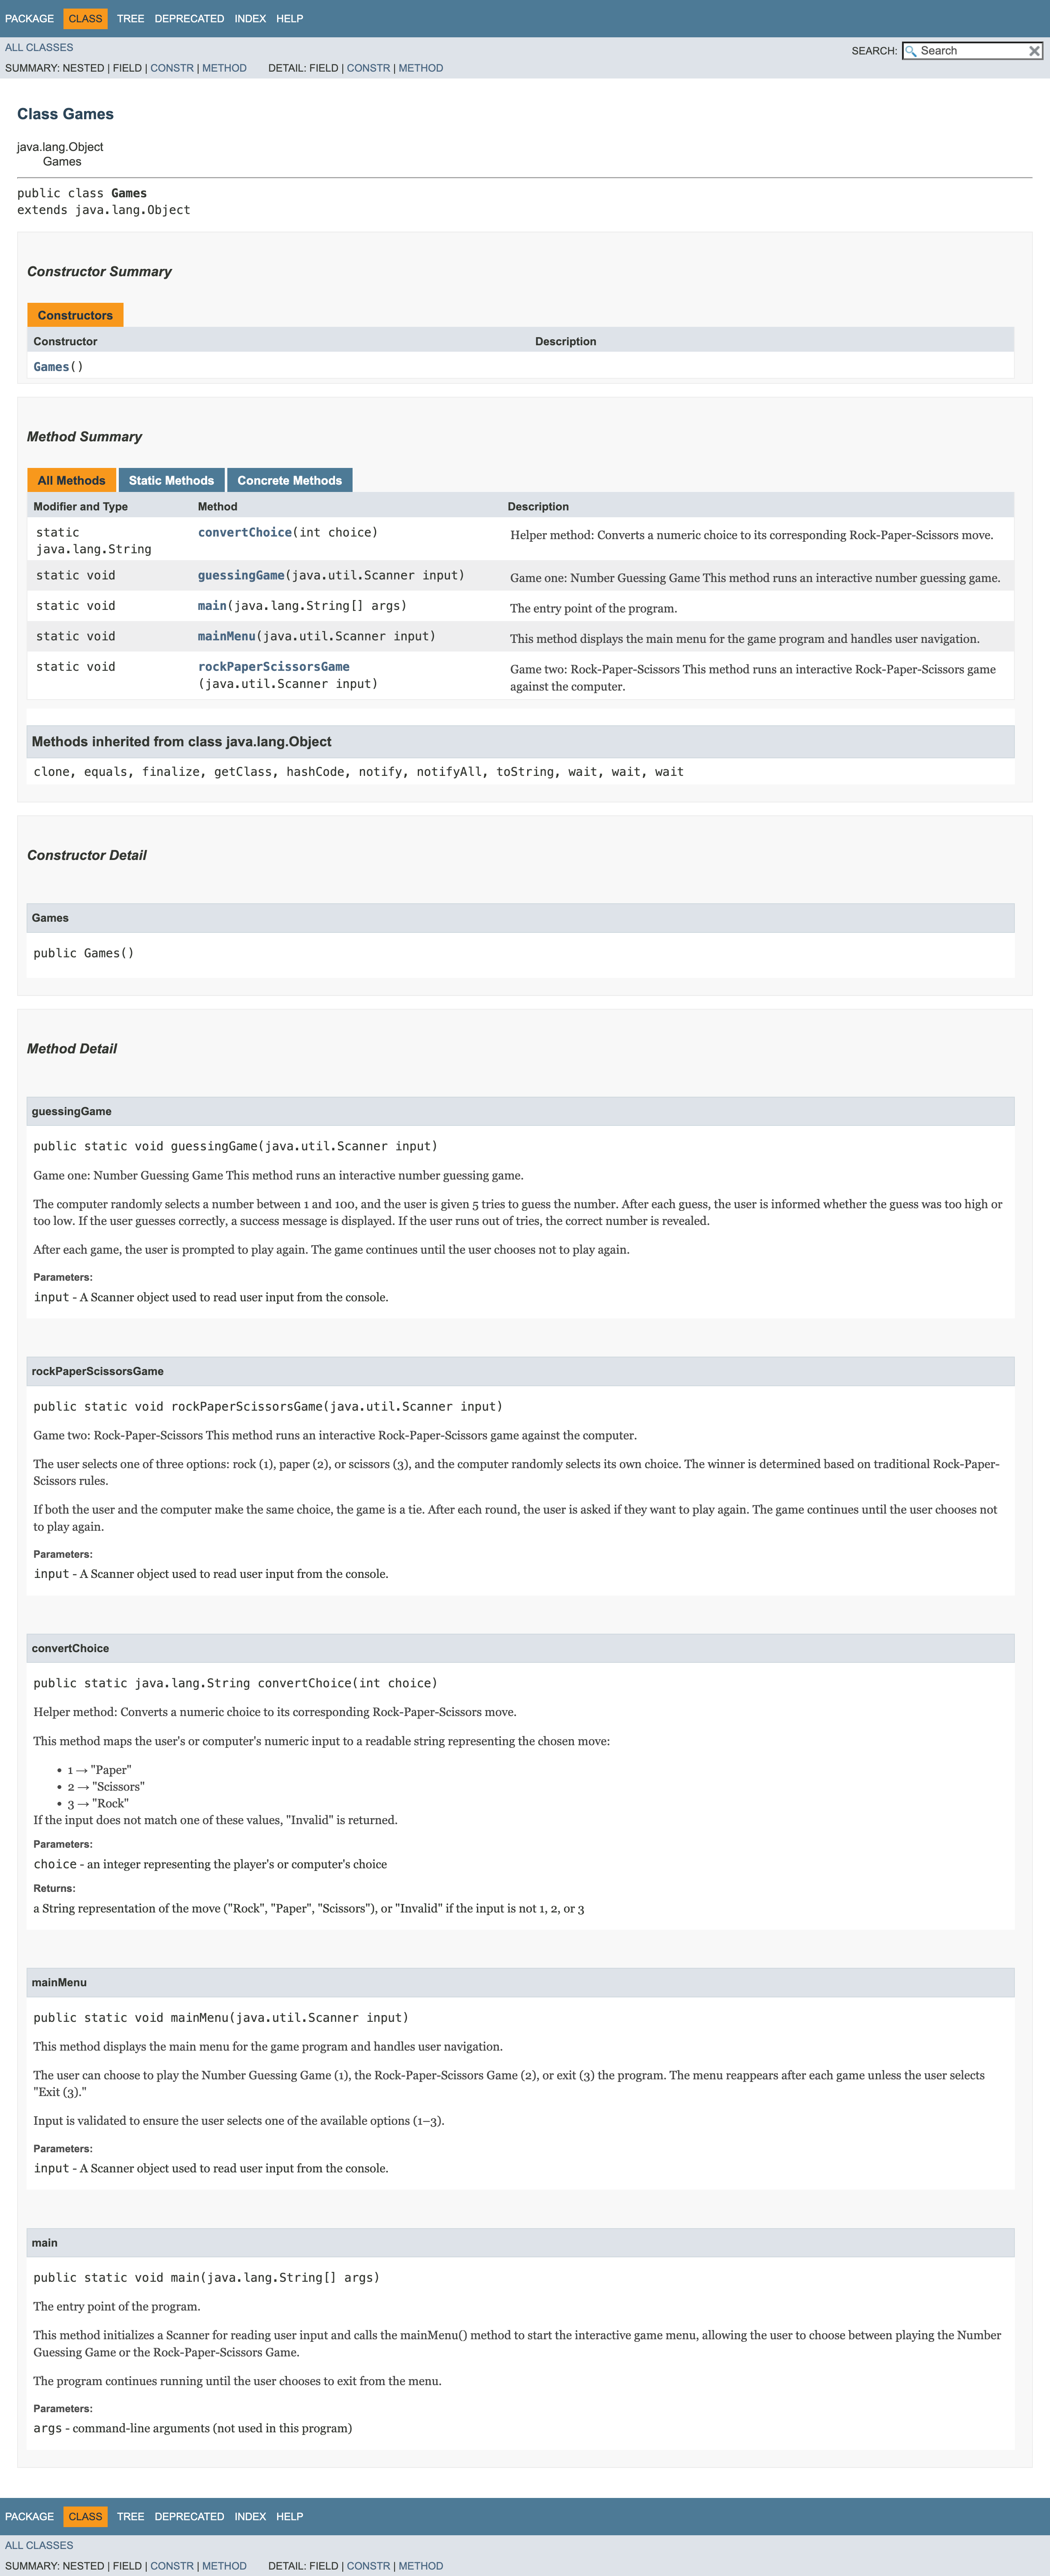 PACKAGE CLASS TREE DEPRECATED INDEX HELP
ALL CLASSES
SEARCH: Search
SUMMARY: NESTED | FIELD | CONSTR | METHOD DETAIL: FIELD | CONSTR | METHOD
Class Games
java.lang.Object
Games
public class Games
extends java.lang.Object
Constructor Summary
Constructors
Constructor Description
Games()
Method Summary
All Methods Static Methods Concrete Methods
Modifier and Type Method Description
static java.lang.String convertChoice(int choice) Helper method: Converts a numeric choice to its corresponding Rock-Paper-Scissors move.
static void guessingGame(java.util.Scanner input) Game one: Number Guessing Game This method runs an interactive number guessing game.
static void main(java.lang.String[] args) The entry point of the program.
static void mainMenu(java.util.Scanner input) This method displays the main menu for the game program and handles user navigation.
static void rockPaperScissorsGame Game two: Rock-Paper-Scissors This method runs an interactive Rock-Paper-Scissors game
(java.util.Scanner input) against the computer.
Methods inherited from class java.lang.Object
clone, equals, finalize, getClass, hashCode, notify, notifyAll, toString, wait, wait, wait
Constructor Detail
Games
public Games()
Method Detail
guessingGame
public static void guessingGame(java.util.Scanner input)
Game one: Number Guessing Game This method runs an interactive number guessing game.
The computer randomly selects a number between 1 and 100, and the user is given 5 tries to guess the number. After each guess, the user is informed whether the guess was too high or
too low. If the user guesses correctly, a success message is displayed. If the user runs out of tries, the correct number is revealed.
After each game, the user is prompted to play again. The game continues until the user chooses not to play again.
Parameters:
input - A Scanner object used to read user input from the console.
rockPaperScissorsGame
public static void rockPaperScissorsGame(java.util.Scanner input)
Game two: Rock-Paper-Scissors This method runs an interactive Rock-Paper-Scissors game against the computer.
The user selects one of three options: rock (1), paper (2), or scissors (3), and the computer randomly selects its own choice. The winner is determined based on traditional Rock-Paper-
Scissors rules.
If both the user and the computer make the same choice, the game is a tie. After each round, the user is asked if they want to play again. The game continues until the user chooses not
to play again.
Parameters:
input - A Scanner object used to read user input from the console.
convertChoice
public static java.lang.String convertChoice(int choice)
Helper method: Converts a numeric choice to its corresponding Rock-Paper-Scissors move.
This method maps the user's or computer's numeric input to a readable string representing the chosen move:
• 1 → "Paper"
• 2 → "Scissors"
• 3 → "Rock"
If the input does not match one of these values, "Invalid" is returned.
Parameters:
choice - an integer representing the player's or computer's choice
Returns:
a String representation of the move ("Rock", "Paper", "Scissors"), or "Invalid" if the input is not 1, 2, or 3
mainMenu
public static void mainMenu(java.util.Scanner input)
This method displays the main menu for the game program and handles user navigation.
The user can choose to play the Number Guessing Game (1), the Rock-Paper-Scissors Game (2), or exit (3) the program. The menu reappears after each game unless the user selects
"Exit (3)."
Input is validated to ensure the user selects one of the available options (1–3).
Parameters:
input - A Scanner object used to read user input from the console.
main
public static void main(java.lang.String[] args)
The entry point of the program.
This method initializes a Scanner for reading user input and calls the mainMenu() method to start the interactive game menu, allowing the user to choose between playing the Number
Guessing Game or the Rock-Paper-Scissors Game.
The program continues running until the user chooses to exit from the menu.
Parameters:
args - command-line arguments (not used in this program)
PACKAGE CLASS TREE DEPRECATED INDEX HELP
ALL CLASSES
SUMMARY: NESTED | FIELD | CONSTR | METHOD DETAIL: FIELD | CONSTR | METHOD